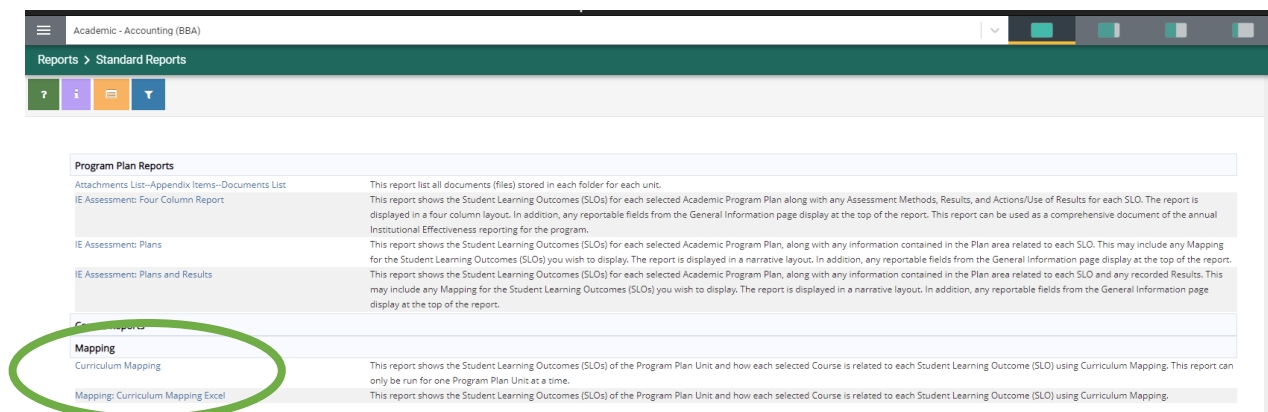 Academic - Accounting (BBA)
Reports > Standard Reports
?
i
Program Plan Reports
Attachments List--Appendix Items--Documents List
This report list all documents (files) stored in each folder for each unit.
IE Assessment: Four Column Report
This report shows the Student Learning Outcomes (SLOs) for each selected Academic Program Plan along with any Assessment Methods, Results, and Actions/Use of Results for each SLO. The report is
displayed in a four column layout. In addition, any reportable fields from the General Information page display at the top of the report. This report can be used as a comprehensive document of the annual
Institutional Effectiveness reporting for the program.
IE Assessment: Plans
This report shows the Student Learning Outcomes (SLOs) for each selected Academic Program Plan, along with any information contained in the Plan area related to each SLO. This may include any Mapping
for the Student Learning Outcomes (SLOs) you wish to display. The report is displayed in a narrative layout. In addition, any reportable fields from the General Information page display at the top of the report.
IE Assessment: Plans and Results
This report shows the Student Learning Outcomes (SLOs) for each selected Academic Program Plan, along with any information contained in the Plan area related to each SLO and any recorded Results. This
may include any Mapping for the Student Learning Outcomes (SLOs) you wish to display. The report is displayed in a narrative layout. In addition, any reportable fields from the General Information page
display at the top of the report.
Reports
Mapping
Curriculum Mapping
This report shows the Student Learning Outcomes (SLOs) of the Program Plan Unit and how each selected Course is related to each Student Learning Outcome (SLO) using Curriculum Mapping. This report can
only be run for one Program Plan Unit at a time.
Mapping: Curriculum Mapping Excel
This report shows the Student Learning Outcomes (SLOs) of the Program Plan Unit and how each selected Course is related to each Student Learning Outcome (SLO) using Curriculum Mapping.